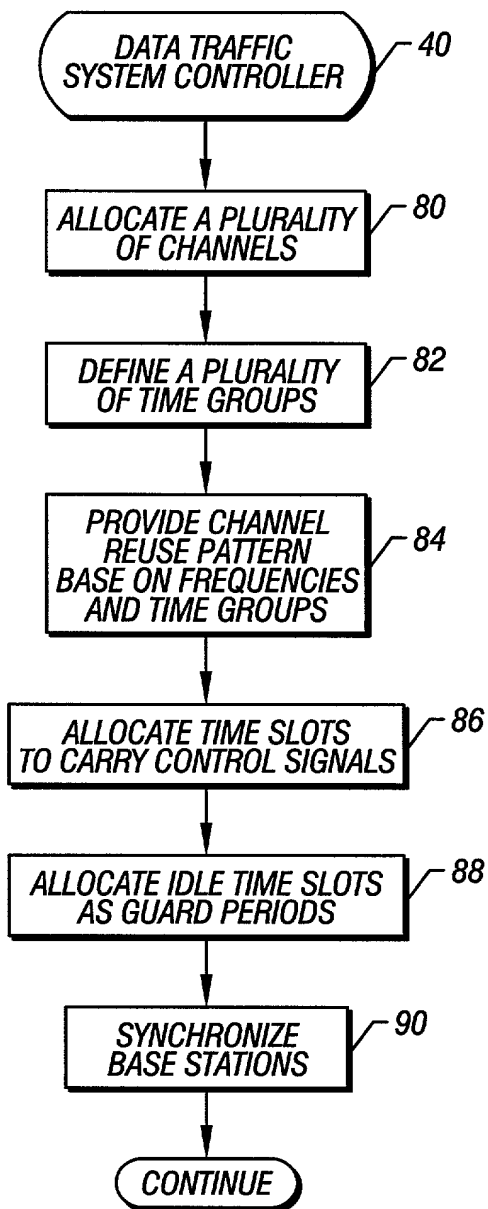 DATA TRAFFIC
SYSTEM CONTROLLER
40
ALLOCATE A PLURALITY
OF CHANNELS
80
DEFINE A PLURALITY
OF TIME GROUPS
82
PROVIDE CHANNEL
REUSE PATTERN
BASE ON FREQUENCIES
AND TIME GROUPS
84
ALLOCATE TIME SLOTS
TO CARRY CONTROL SIGNALS
86
ALLOCATE IDLE TIME SLOTS
AS GUARD PERIODS
88
SYNCHRONIZE
BASE STATIONS
90
CONTINUE